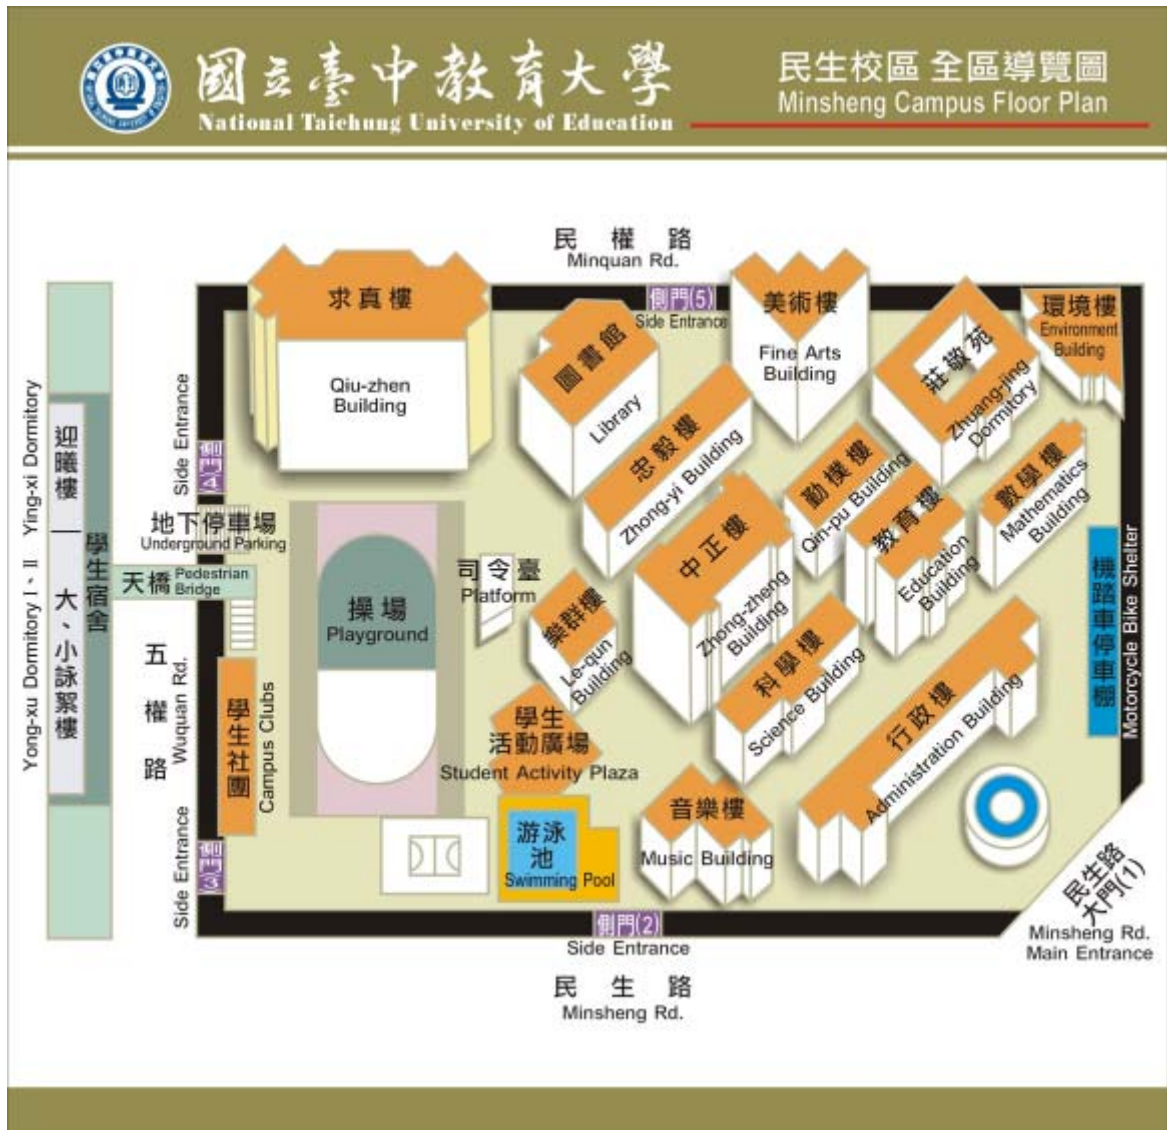 國立臺中教育大學
National Taichung University of Education
民生校區 全區導覽圖
Minsheng Campus Floor Plan
民 權 路
Minquan Rd.
求真樓
Qiu-zhen
Building
圖書館
Library
側門(5)
Side Entrance
美術樓
Fine Arts
Building
莊敬苑
Zhuang-jing
Dormitory
環境樓
Environment
Building
忠毅樓
Zhong-yi Building
勤樸樓
Qin-pu Building
數學樓
Mathematics
Building
中正樓
Zhong-zheng
Building
教育樓
Education
Building
側門(4)
Side Entrance
地下停車場
Underground Parking
天橋
Pedestrian
Bridge
學生宿舍
迎曦樓
大、小詠絮樓
Ying-xi Dormitory
Yong-xu Dormitory I、II
五權路
Wuquan Rd.
操場
Playground
司令臺
Platform
樂群樓
Le-qun
Building
科學樓
Science Building
行政樓
Administration Building
機踏車停車棚
Motorcycle Bike Shelter
學生社團
Campus Clubs
學生
活動廣場
Student Activity Plaza
游泳
池
Swimming Pool
音樂樓
Music Building
側門(3)
Side Entrance
側門(2)
Side Entrance
民生路
大門(1)
Minsheng Rd.
Main Entrance
民 生 路
Minsheng Rd.